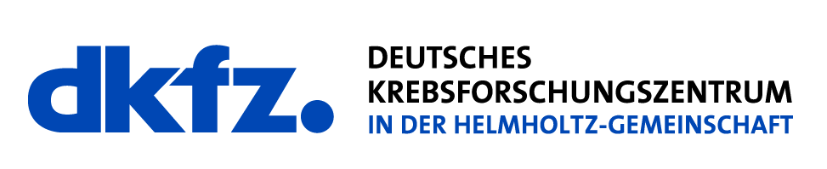 dkfz.
DEUTSCHES
KREBSFORSCHUNGSZENTRUM
IN DER HELMHOLTZ-GEMEINSCHAFT